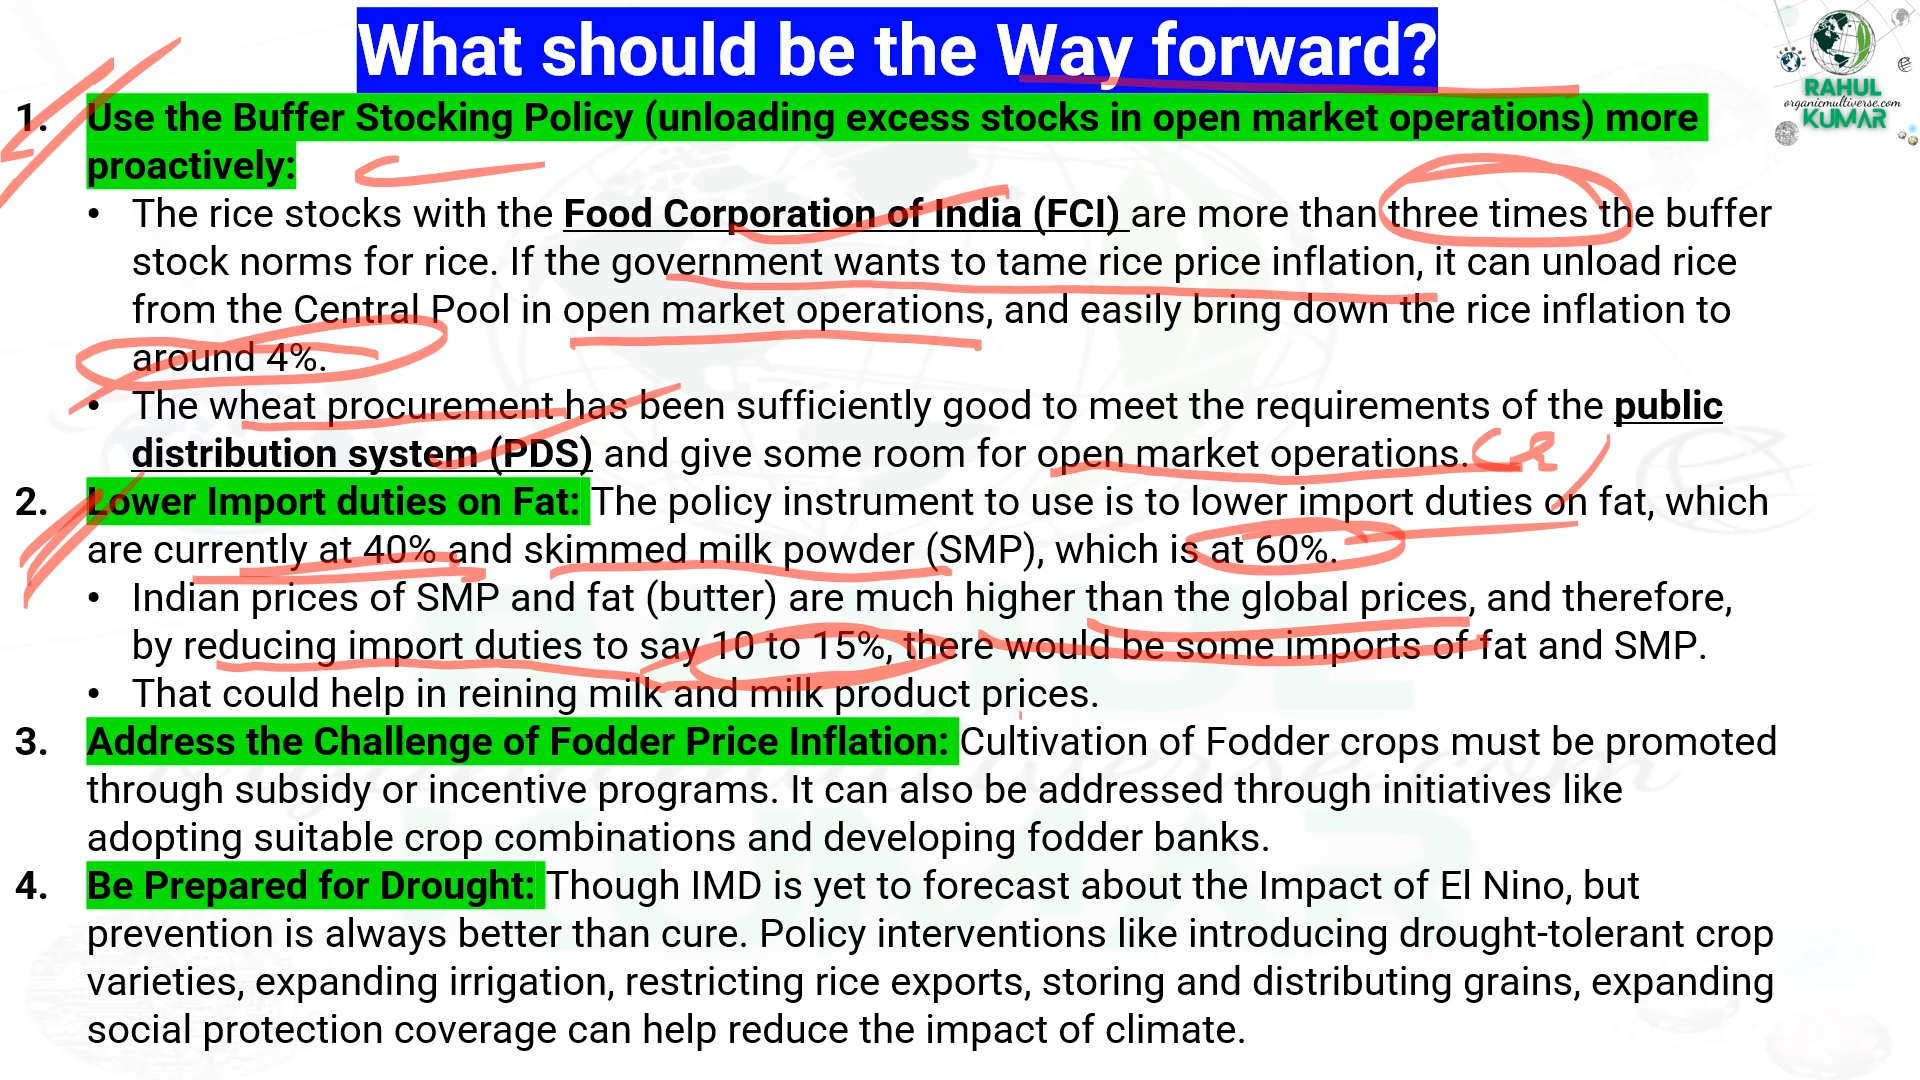 What should be the Way forward?
RAHUL
organicmultiverse.com
KUMAR
1. Use the Buffer Stocking Policy (unloading excess stocks in open market operations) more
proactively:
• The rice stocks with the Food Corporation of India (FCI) are more than three times the buffer
stock norms for rice. If the government wants to tame rice price inflation, it can unload rice
from the Central Pool in open market operations, and easily bring down the rice inflation to
around 4%.
• The wheat procurement has been sufficiently good to meet the requirements of the public
distribution system (PDS) and give some room for open market operations.
2. Lower Import duties on Fat: The policy instrument to use is to lower import duties on fat, which
are currently at 40% and skimmed milk powder (SMP), which is at 60%.
• Indian prices of SMP and fat (butter) are much higher than the global prices, and therefore,
by reducing import duties to say 10 to 15%, there would be some imports of fat and SMP.
• That could help in reining milk and milk product prices.
3. Address the Challenge of Fodder Price Inflation: Cultivation of Fodder crops must be promoted
through subsidy or incentive programs. It can also be addressed through initiatives like
adopting suitable crop combinations and developing fodder banks.
4. Be Prepared for Drought: Though IMD is yet to forecast about the Impact of El Nino, but
prevention is always better than cure. Policy interventions like introducing drought-tolerant crop
varieties, expanding irrigation, restricting rice exports, storing and distributing grains, expanding
social protection coverage can help reduce the impact of climate.